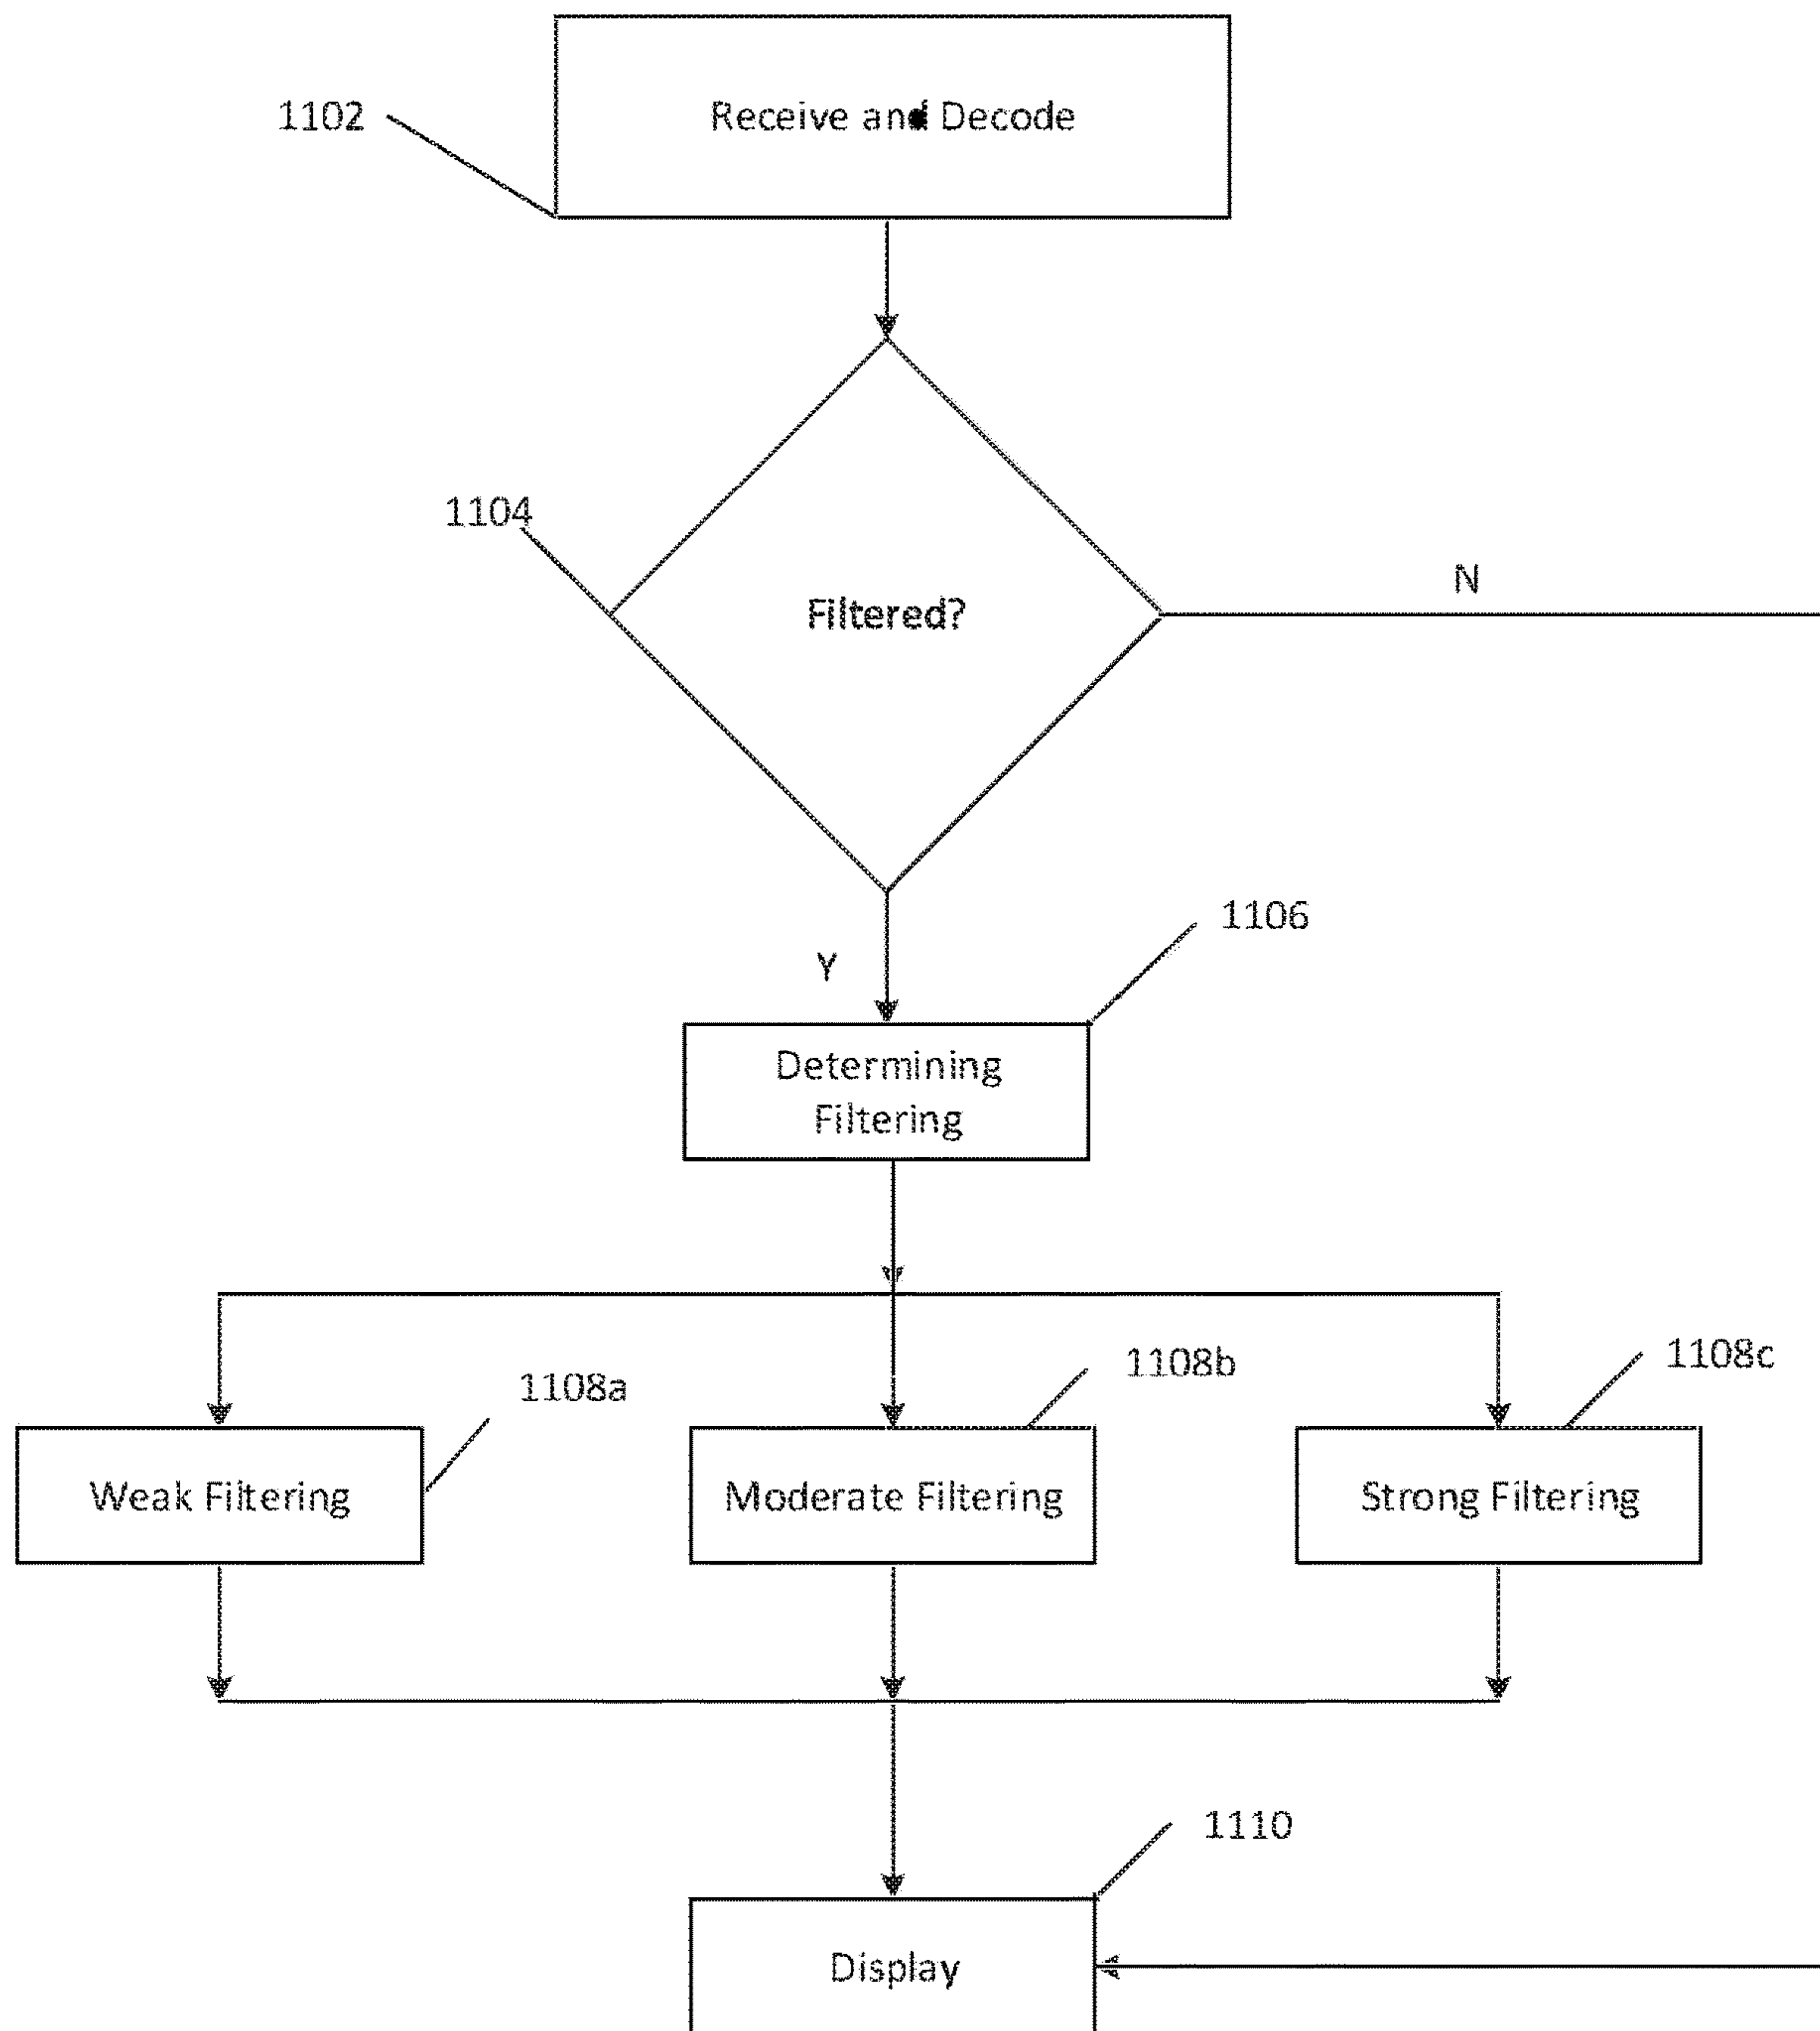 1102
Receive and Decode
1104
Filtered?
N
1106
Y
Determining
Filtering
1108a
1108b
1108c
Weak Filtering
Moderate Filtering
Strong Filtering
1110
Display